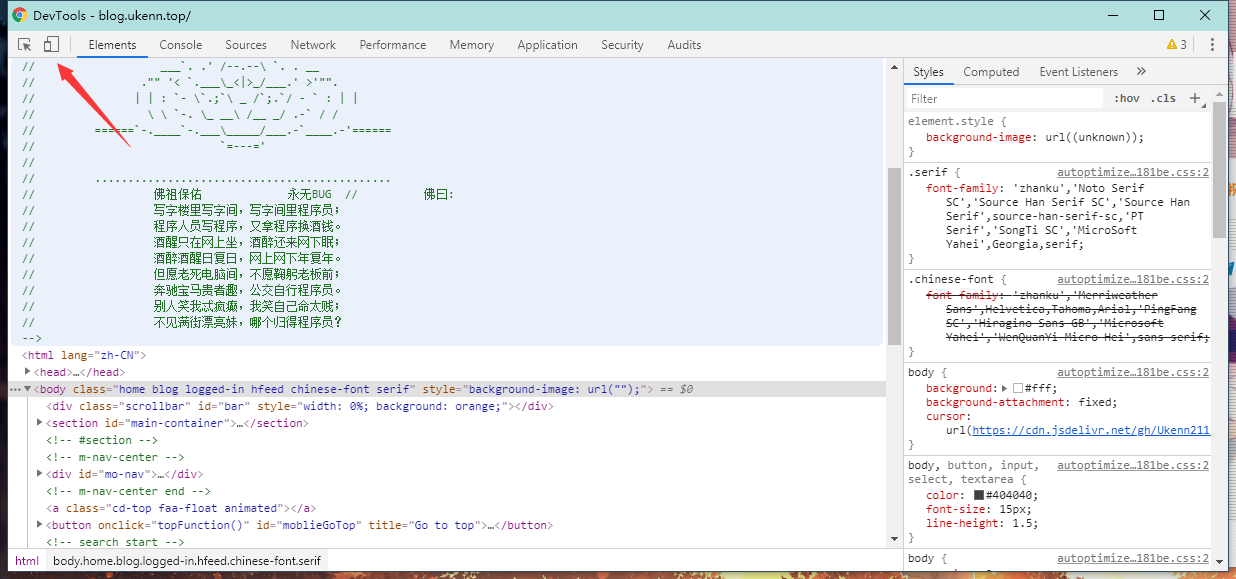 DevTools - blog.ukenn.top/
Elements Console Sources Network Performance Memory Application Security Audits 3
//                   ___`. .' /--.--\ `. . __
//                ."" '< `.___\_<|>_/___.' >'"".
//               | | : `- \`.;`\ _ /`;.`/ - ` : | |
//                 \ \ `-. \_ __\ /__ _/ .-` / /
//         ======`-.____`-.___\_____/___.-`____.-'======
//                            `=---='
//
//         .............................................
//                  佛祖保佑             永无BUG  //          佛曰:
//                  写字楼里写字间,写字间里程序员;
//                  程序人员写程序,又拿程序换酒钱。
//                  酒醒只在网上坐,酒醉还来网下眠;
//                  酒醉酒醒日复日,网上网下年复年。
//                  但愿老死电脑间,不愿鞠躬老板前;
//                  奔驰宝马贵者趣,公交自行程序员。
//                  别人笑我忒疯癫,我笑自己命太贱;
//                  不见满街漂亮妹,哪个归得程序员?
-->
<html lang="zh-CN">
<head>…</head>
<body class="home blog logged-in hfeed chinese-font serif" style="background-image: url("");"> == $0
<div class="scrollbar" id="bar" style="width: 0%; background: orange;"></div>
<section id="main-container">…</section>
<!-- #section -->
<!-- m-nav-center -->
<div id="mo-nav">…</div>
<!-- m-nav-center end -->
<a class="cd-top faa-float animated"></a>
<button onclick="topFunction()" id="moblieGoTop" title="Go to top">…</button>
<!-- search start -->
html body.home.blog.logged-in.hfeed.chinese-font.serif
Styles Computed Event Listeners »
Filter :hov .cls +
element.style {
background-image: url((unknown));
}
.serif { autoptimize…181be.css:2
font-family: 'zhanku','Noto Serif
SC','Source Han Serif SC','Source Han
Serif',source-han-serif-sc,'PT
Serif','SongTi SC','MicroSoft
Yahei',Georgia,serif;
}
.chinese-font { autoptimize…181be.css:2
font-family: 'zhanku','Merriweather
Sans',Helvetica,Tahoma,Arial,'PingFang
SC','Hiragino Sans GB','Microsoft
Yahei','WenQuanYi Micro Hei',sans-serif;
}
body { autoptimize…181be.css:2
background: #fff;
background-attachment: fixed;
cursor:
url(https://cdn.jsdelivr.net/gh/Ukenn211
}
body, button, input, autoptimize…181be.css:2
select, textarea {
color: #404040;
font-size: 15px;
line-height: 1.5;
}
body { autoptimize…181be.css:2